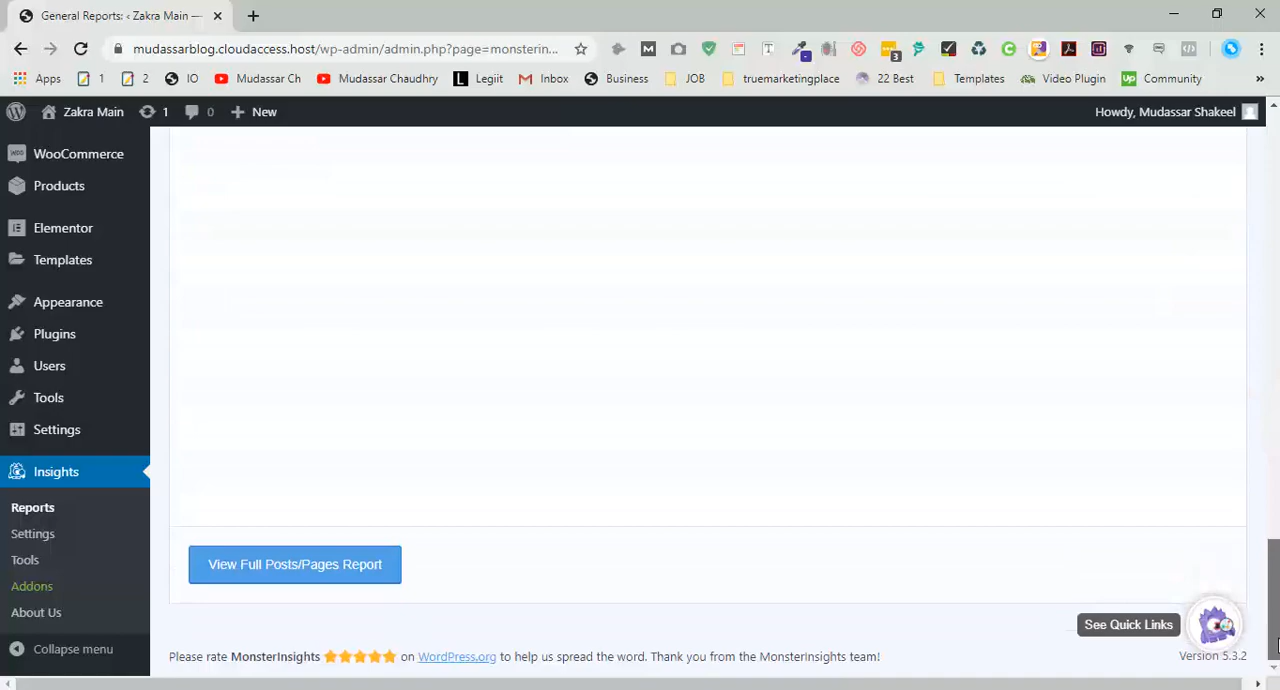 General Reports: ‹ Zakra Main —
mudassarblog.cloudaccess.host/wp-admin/admin.php?page=monsterin...
Apps 1 2 IO Mudassar Ch Mudassar Chaudhry Legiit Inbox Business JOB truemarketingplace 22 Best Templates Video Plugin Community »
Zakra Main 1 0 New Howdy, Mudassar Shakeel
WooCommerce
Products
Elementor
Templates
Appearance
Plugins
Users
Tools
Settings
Insights
Reports
Settings
Tools
Addons
About Us
Collapse menu
View Full Posts/Pages Report
See Quick Links
Please rate MonsterInsights ★★★★★ on WordPress.org to help us spread the word. Thank you from the MonsterInsights team!
Version 5.3.2